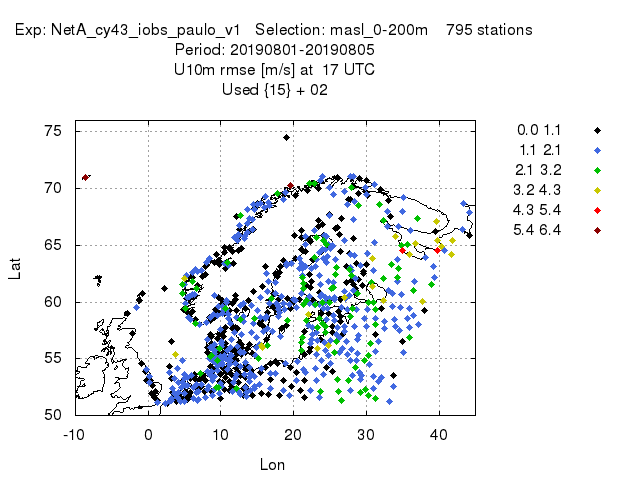 Exp: NetA_cy43_iobs_paulo_v1   Selection: masl_0-200m    795 stations
Period: 20190801-20190805
U10m rmse [m/s] at  17 UTC
Used {15} + 02
75
70
65
60
55
50
-10 0 10 20 30 40
Lat
Lon
0.0 1.1
1.1 2.1
2.1 3.2
3.2 4.3
4.3 5.4
5.4 6.4